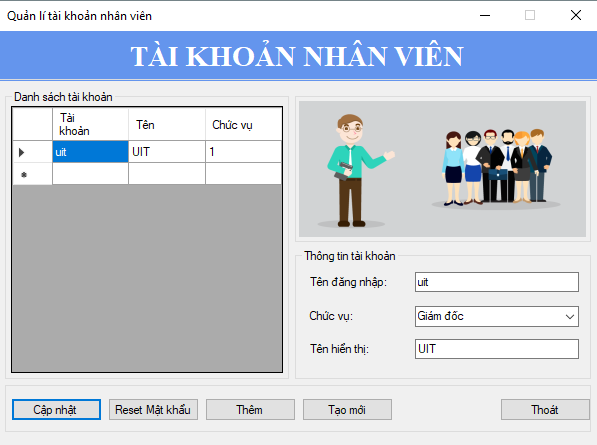 Quản lí tài khoản nhân viên
TÀI KHOẢN NHÂN VIÊN
Danh sách tài khoản
Tài khoản Tên Chức vụ
uit UIT 1
Thông tin tài khoản
Tên đăng nhập: uit
Chức vụ: Giám đốc
Tên hiển thị: UIT
Cập nhật Reset Mật khẩu Thêm Tạo mới Thoát